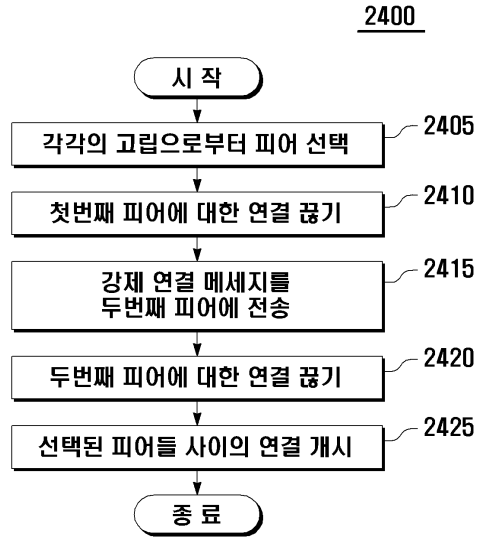 2400
시 작
각각의 고립으로부터 피어 선택
2405
첫번째 피어에 대한 연결 끊기
2410
강제 연결 메세지를
두번째 피어에 전송
2415
두번째 피어에 대한 연결 끊기
2420
선택된 피어들 사이의 연결 개시
2425
종 료